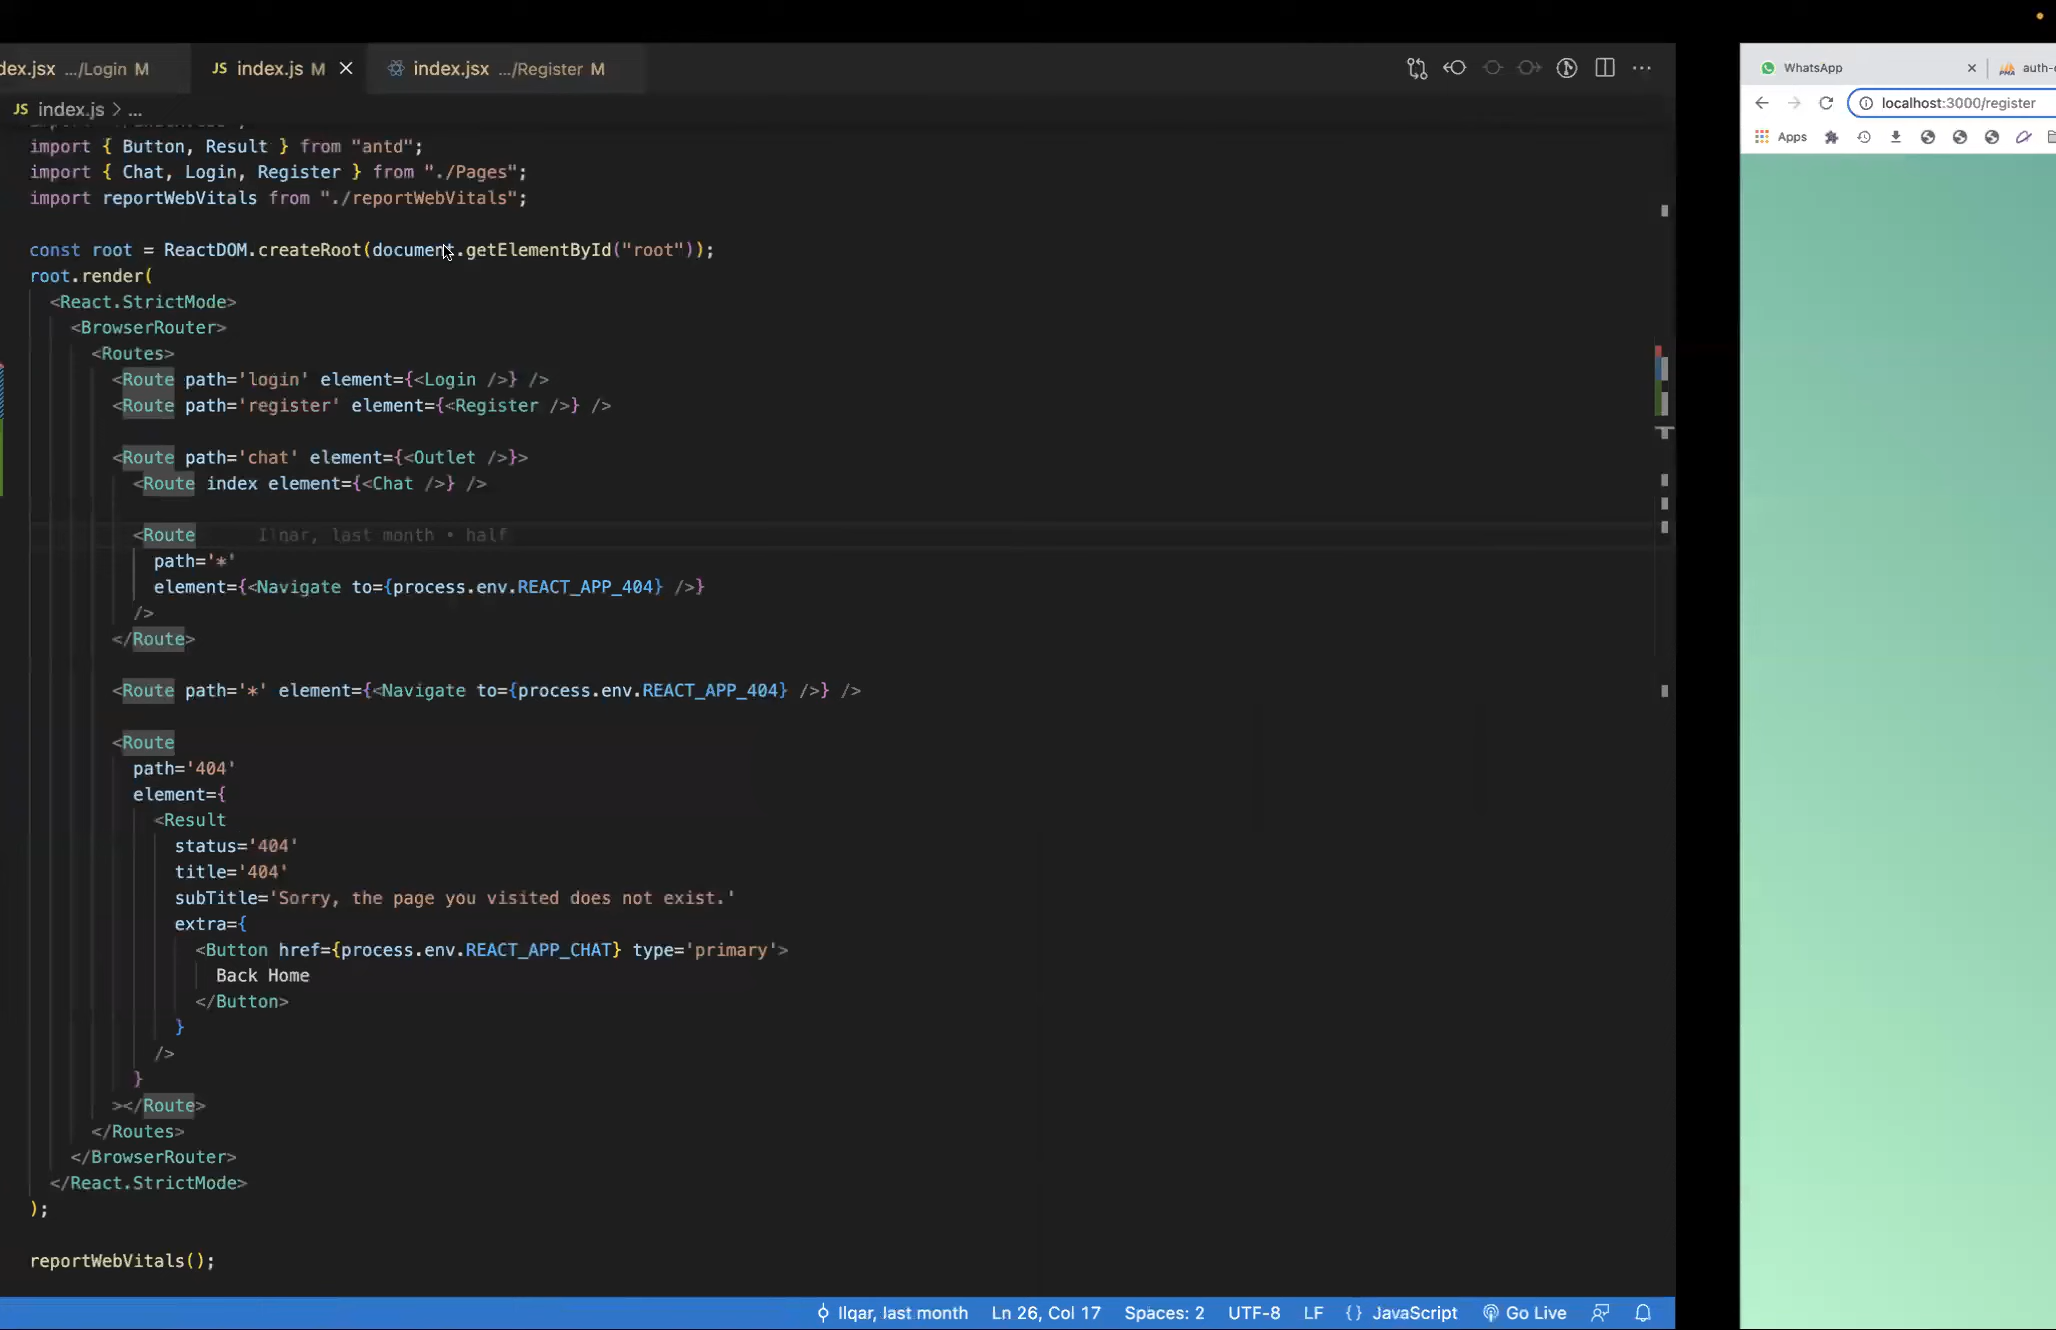 dex.jsx .../Login M
index.js M
index.jsx .../Register M
JS index.js > ...
import { Button, Result } from "antd";
import { Chat, Login, Register } from "./Pages";
import reportWebVitals from "./reportWebVitals";
const root = ReactDOM.createRoot(document.getElementById("root"));
root.render(
<React.StrictMode>
<BrowserRouter>
<Routes>
<Route path='login' element={<Login />} />
<Route path='register' element={<Register />} />
<Route path='chat' element={<Outlet />}>
<Route index element={<Chat />} />
<Route Ilqar, last month • half
path='*'
element={<Navigate to={process.env.REACT_APP_404} />}
/>
</Route>
<Route path='*' element={<Navigate to={process.env.REACT_APP_404} />} />
<Route
path='404'
element={
<Result
status='404'
title='404'
subTitle='Sorry, the page you visited does not exist.'
extra={
<Button href={process.env.REACT_APP_CHAT} type='primary'>
Back Home
</Button>
}
/>
}
></Route>
</Routes>
</BrowserRouter>
</React.StrictMode>
);
reportWebVitals();
Ilqar, last month Ln 26, Col 17 Spaces: 2 UTF-8 LF {} JavaScript Go Live
WhatsApp
PMA auth-
localhost:3000/register
Apps